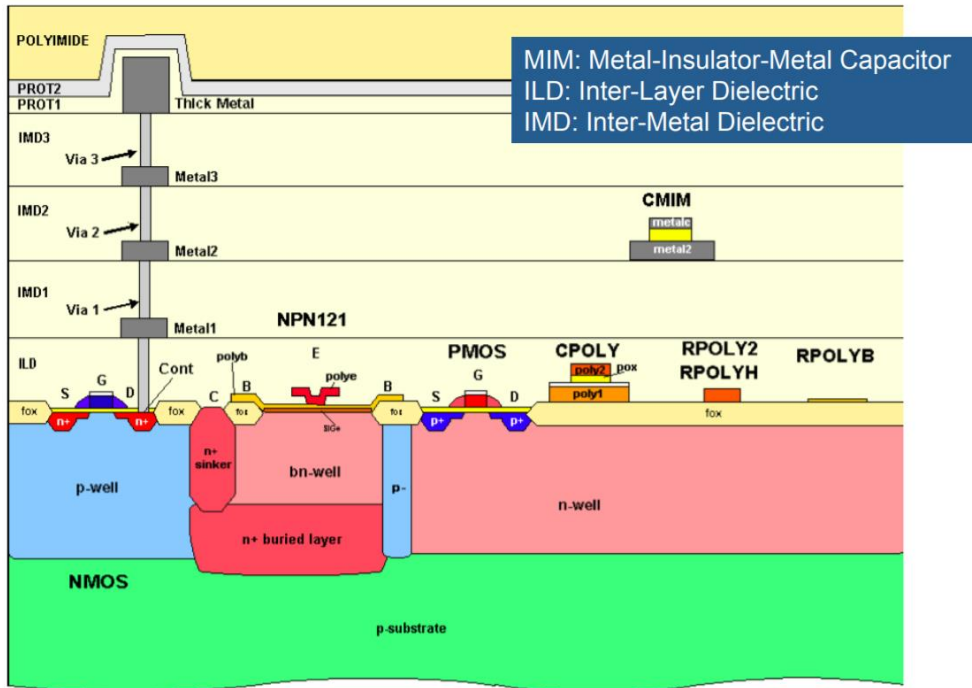 POLYIMIDE
MIM: Metal-Insulator-Metal Capacitor
ILD: Inter-Layer Dielectric
IMD: Inter-Metal Dielectric
PROT2
PROT1
Thick Metal
IMD3
Via 3
Metal3
IMD2
Via 2
Metal2
CMIM
metalc
metal2
IMD1
Via 1
Metal1
NPN121
ILD
Cont
S
G
D
polyb
E
polye
C
B
B
PMOS
S
G
D
CPOLY
pox
poly2
poly1
RPOLY2
RPOLYH
RPOLYB
fox
n+
n+
fox
fox
SiGe
fox
p+
p+
fox
n+
sinker
bn-well
p-well
p-
n-well
n+ buried layer
NMOS
p-substrate